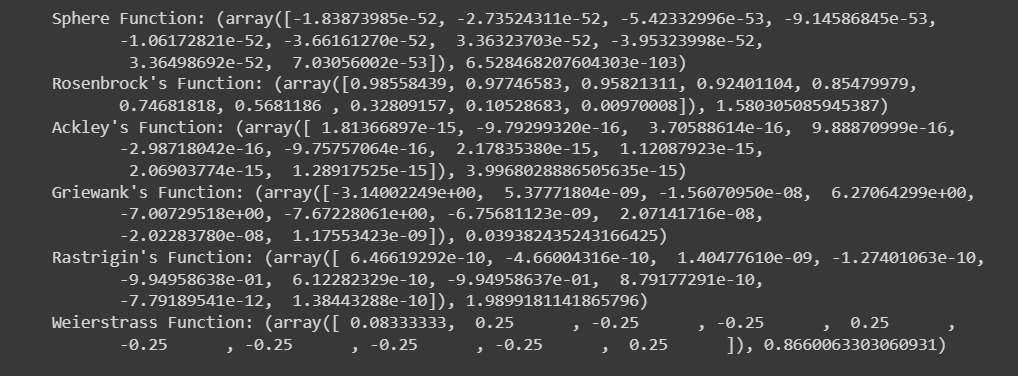 Sphere Function: (array([-1.83873985e-52, -2.73524311e-52, -5.42332996e-53, -9.14586845e-53,
-1.06172821e-52, -3.66161270e-52,  3.36323703e-52, -3.95323998e-52,
3.36498692e-52,  7.03056002e-53]), 6.528468207604303e-103)
Rosenbrock's Function: (array([0.98558439, 0.97746583, 0.95821311, 0.92401104, 0.85479979,
0.74681818, 0.5681186 , 0.32809157, 0.10528683, 0.00970008]), 1.580305085945387)
Ackley's Function: (array([ 1.81366897e-15, -9.79299320e-16,  3.70588614e-16,  9.88870999e-16,
-2.98718042e-16, -9.75757064e-16,  2.17835380e-15,  1.12087923e-15,
2.06903774e-15,  1.28917525e-15]), 3.9968028886505635e-15)
Griewank's Function: (array([-3.14002249e+00,  5.37771804e-09, -1.56070950e-08,  6.27064299e+00,
-7.00729518e+00, -7.67228061e+00, -6.75681123e-09,  2.07141716e-08,
-2.02283780e-08,  1.17553423e-09]), 0.039382435243166425)
Rastrigin's Function: (array([ 6.46619292e-10, -4.66004316e-10,  1.40477610e-09, -1.27401063e-10,
-9.94958638e-01,  6.12282329e-10, -9.94958637e-01,  8.79177291e-10,
-7.79189541e-12,  1.38443288e-10]), 1.9899181141865796)
Weierstrass Function: (array([ 0.08333333,  0.25      , -0.25      , -0.25      ,  0.25      ,
-0.25      , -0.25      , -0.25      , -0.25      ,  0.25      ]), 0.8660063303060931)